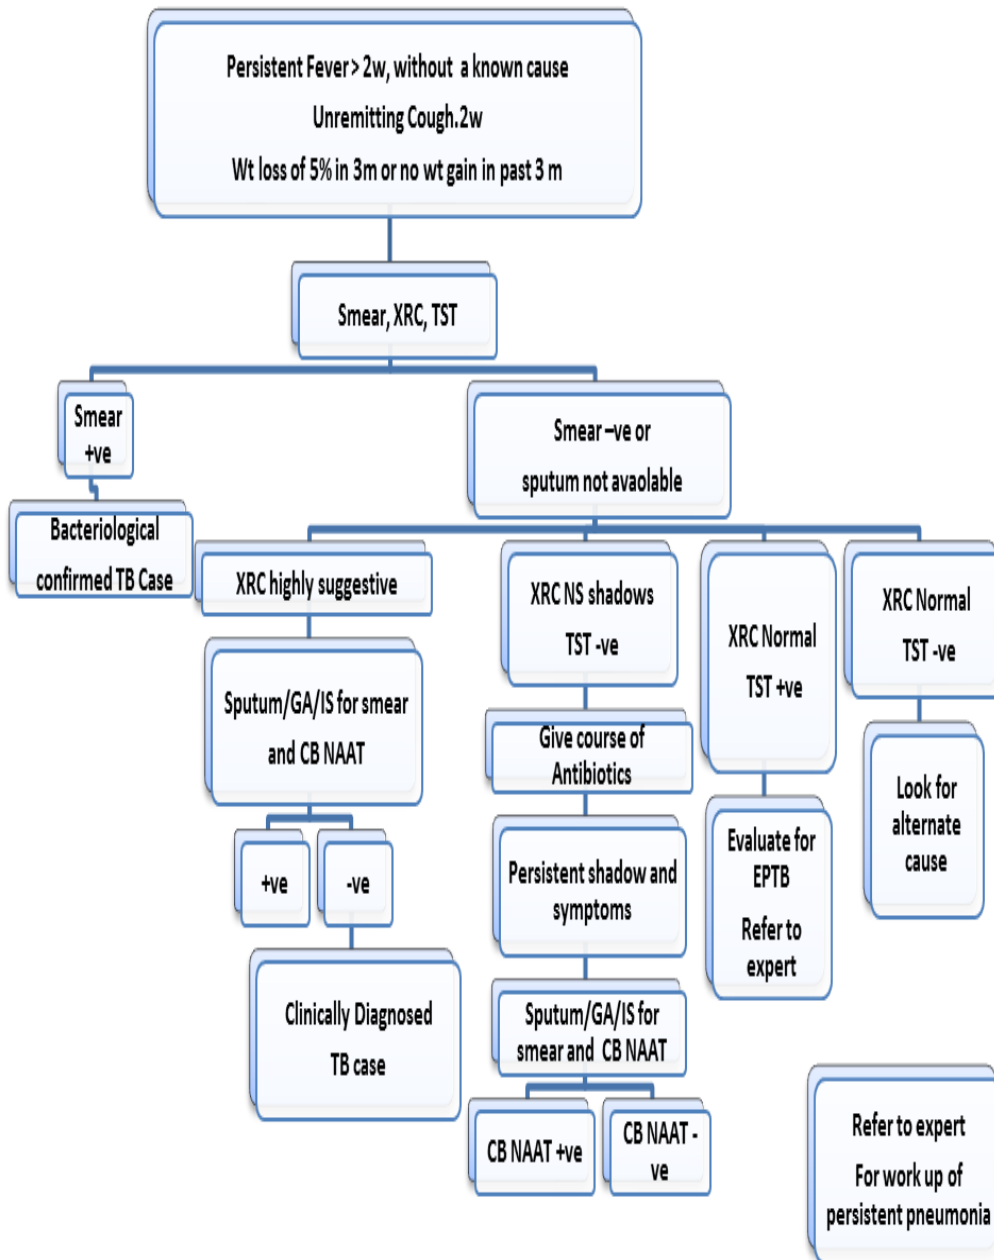 Persistent Fever > 2w, without a known cause
Unremitting Cough.2w
Wt loss of 5% in 3m or no wt gain in past 3 m
Smear, XRC, TST
Smear
+ve
Bacteriological
confirmed TB Case
Smear –ve or
sputum not avaolable
XRC highly suggestive
Sputum/GA/IS for smear
and CB NAAT
+ve
-ve
Clinically Diagnosed
TB case
XRC NS shadows
TST -ve
Give course of
Antibiotics
Persistent shadow and
symptoms
Sputum/GA/IS for
smear and CB NAAT
CB NAAT +ve
CB NAAT -
ve
XRC Normal
TST +ve
Evaluate for
EPTB
Refer to
expert
XRC Normal
TST -ve
Look for
alternate
cause
Refer to expert
For work up of
persistent pneumonia